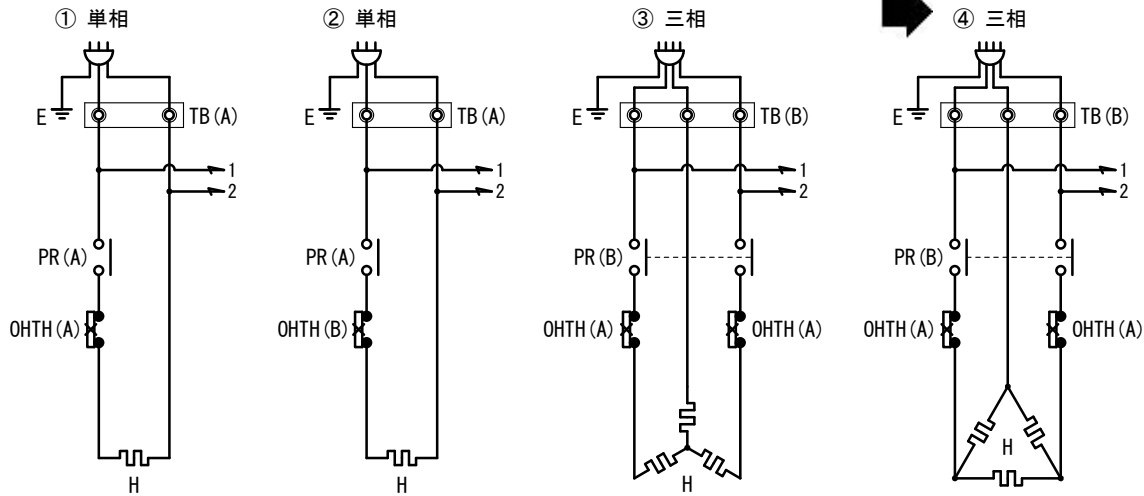 ① 単相
② 単相
③ 三相
④ 三相
E
TB(A)
E
TB(A)
E
TB(B)
E
TB(B)
1
2
1
2
1
2
1
2
PR(A)
PR(A)
PR(B)
PR(B)
OHTH(A)
OHTH(B)
OHTH(A)
OHTH(A)
OHTH(A)
OHTH(A)
H
H
H
H